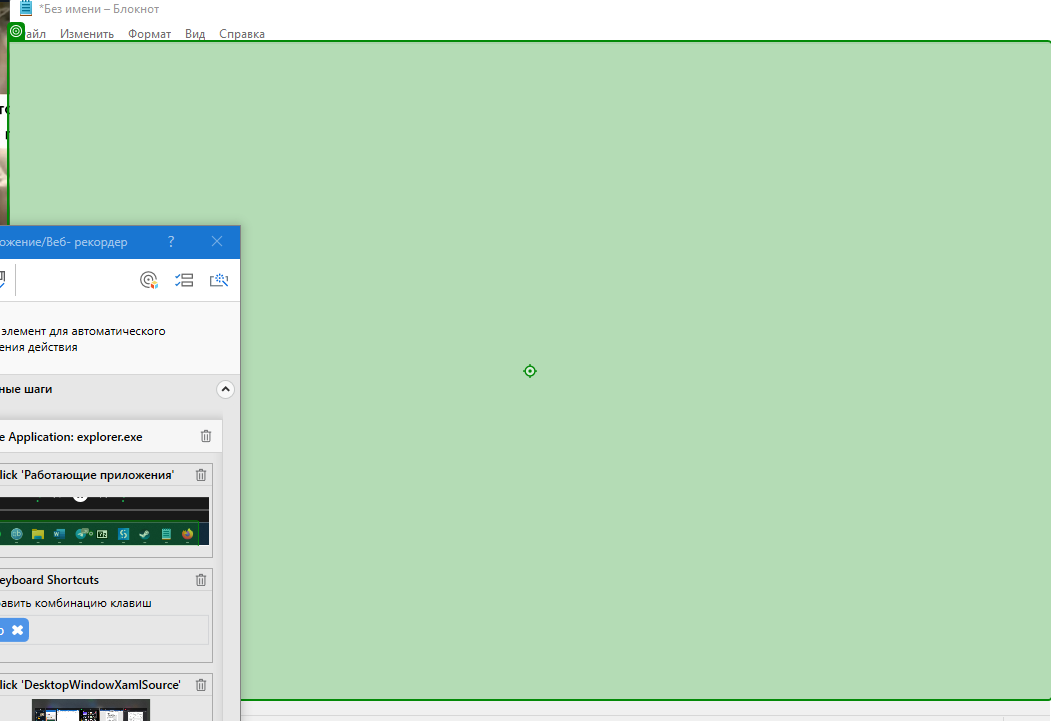 *Без имени – Блокнот
айл Изменить Формат Вид Справка
ожение/Веб- рекордер ?
элемент для автоматического
ения действия
ные шаги
e Application: explorer.exe
lick 'Работающие приложения'
eyboard Shortcuts
авить комбинацию клавиш
lick 'DesktopWindowXamlSource'